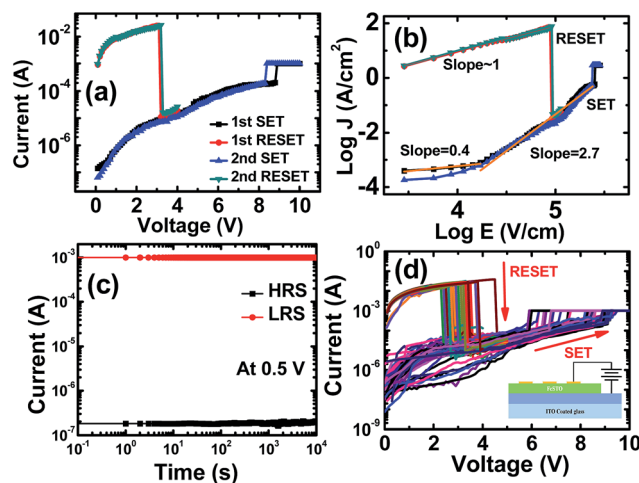 (a)
Current (A)
10⁻²
10⁻⁴
10⁻⁶
1st SET
1st RESET
2nd SET
2nd RESET
0 2 4 6 8 10
Voltage (V)
(b)
Log J (A/cm²)
2
0
-2
-4
RESET
Slope~1
SET
Slope=0.4
Slope=2.7
4 5
Log E (V/cm)
(c)
Current (A)
10⁻³
10⁻⁴
10⁻⁵
10⁻⁶
10⁻⁷
HRS
LRS
At 0.5 V
10⁻¹ 10⁰ 10¹ 10² 10³ 10⁴
Time (s)
(d)
Current (A)
10⁰
10⁻³
10⁻⁶
10⁻⁹
RESET
SET
FeSTO
ITO Coated glass
0 2 4 6 8 10
Voltage (V)